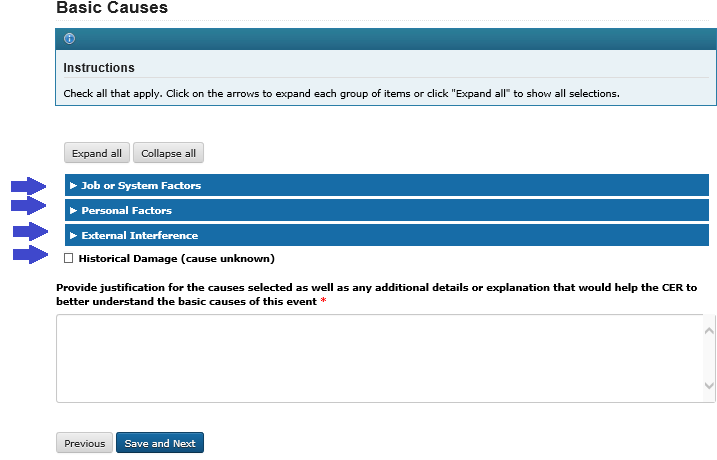 Basic Causes
Instructions
Check all that apply. Click on the arrows to expand each group of items or click "Expand all" to show all selections.
Expand all Collapse all
Job or System Factors
Personal Factors
External Interference
Historical Damage (cause unknown)
Provide justification for the causes selected as well as any additional details or explanation that would help the CER to
better understand the basic causes of this event *
Previous Save and Next